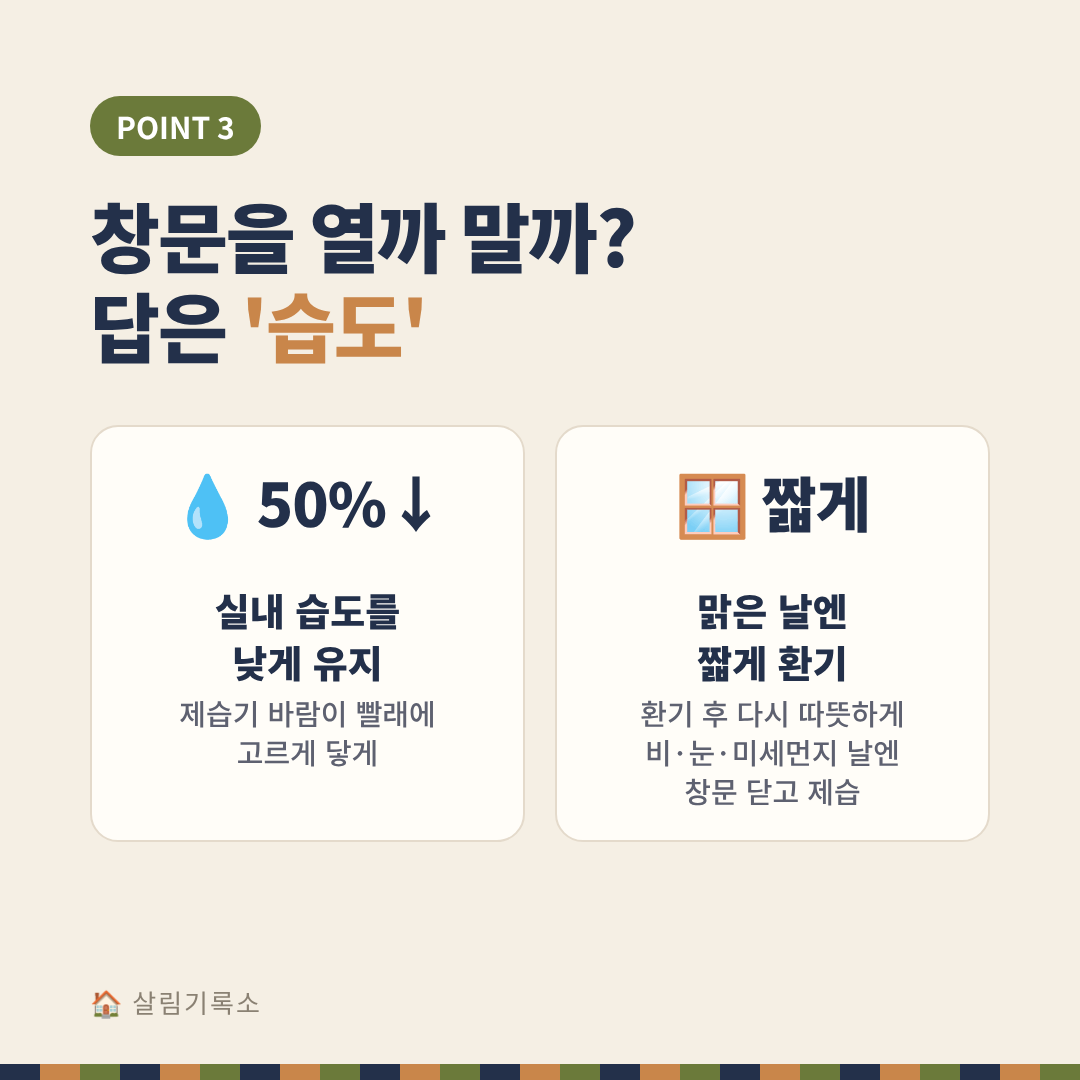 POINT 3
창문을 열까 말까?
답은 '습도'
💧 50%↓
실내 습도를
낮게 유지
제습기 바람이 빨래에
고르게 닿게
🪟 짧게
맑은 날엔
짧게 환기
환기 후 다시 따뜻하게
비·눈·미세먼지 날엔
창문 닫고 제습
🏠 살림기록소